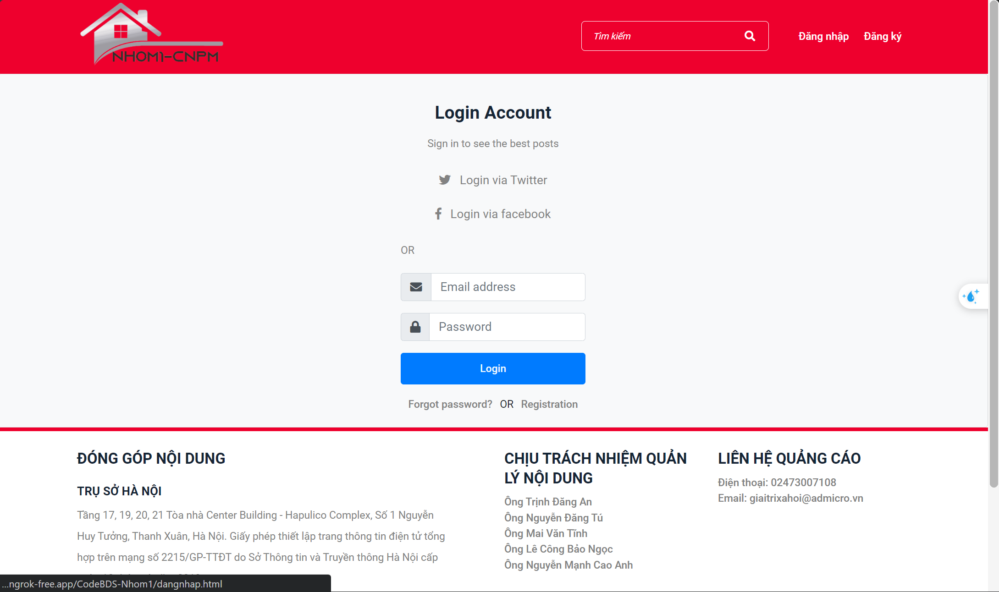 NHOM1-CNPM
Tìm kiếm
Đăng nhập
Đăng ký
Login Account
Sign in to see the best posts
Login via Twitter
Login via facebook
OR
Email address
Password
Login
Forgot password? OR Registration
ĐÓNG GÓP NỘI DUNG
TRỤ SỞ HÀ NỘI
Tầng 17, 19, 20, 21 Tòa nhà Center Building - Hapulico Complex, Số 1 Nguyễn
Huy Tưởng, Thanh Xuân, Hà Nội. Giấy phép thiết lập trang thông tin điện tử tổng
hợp trên mạng số 2215/GP-TTĐT do Sở Thông tin và Truyền thông Hà Nội cấp
CHỊU TRÁCH NHIỆM QUẢN
LÝ NỘI DUNG
Ông Trịnh Đăng An
Ông Nguyễn Đăng Tú
Ông Mai Văn Tĩnh
Ông Lê Công Bảo Ngọc
Ông Nguyễn Mạnh Cao Anh
LIÊN HỆ QUẢNG CÁO
Điện thoại: 02473007108
Email: giaitrixahoi@admicro.vn
...ngrok-free.app/CodeBDS-Nhom1/dangnhap.html